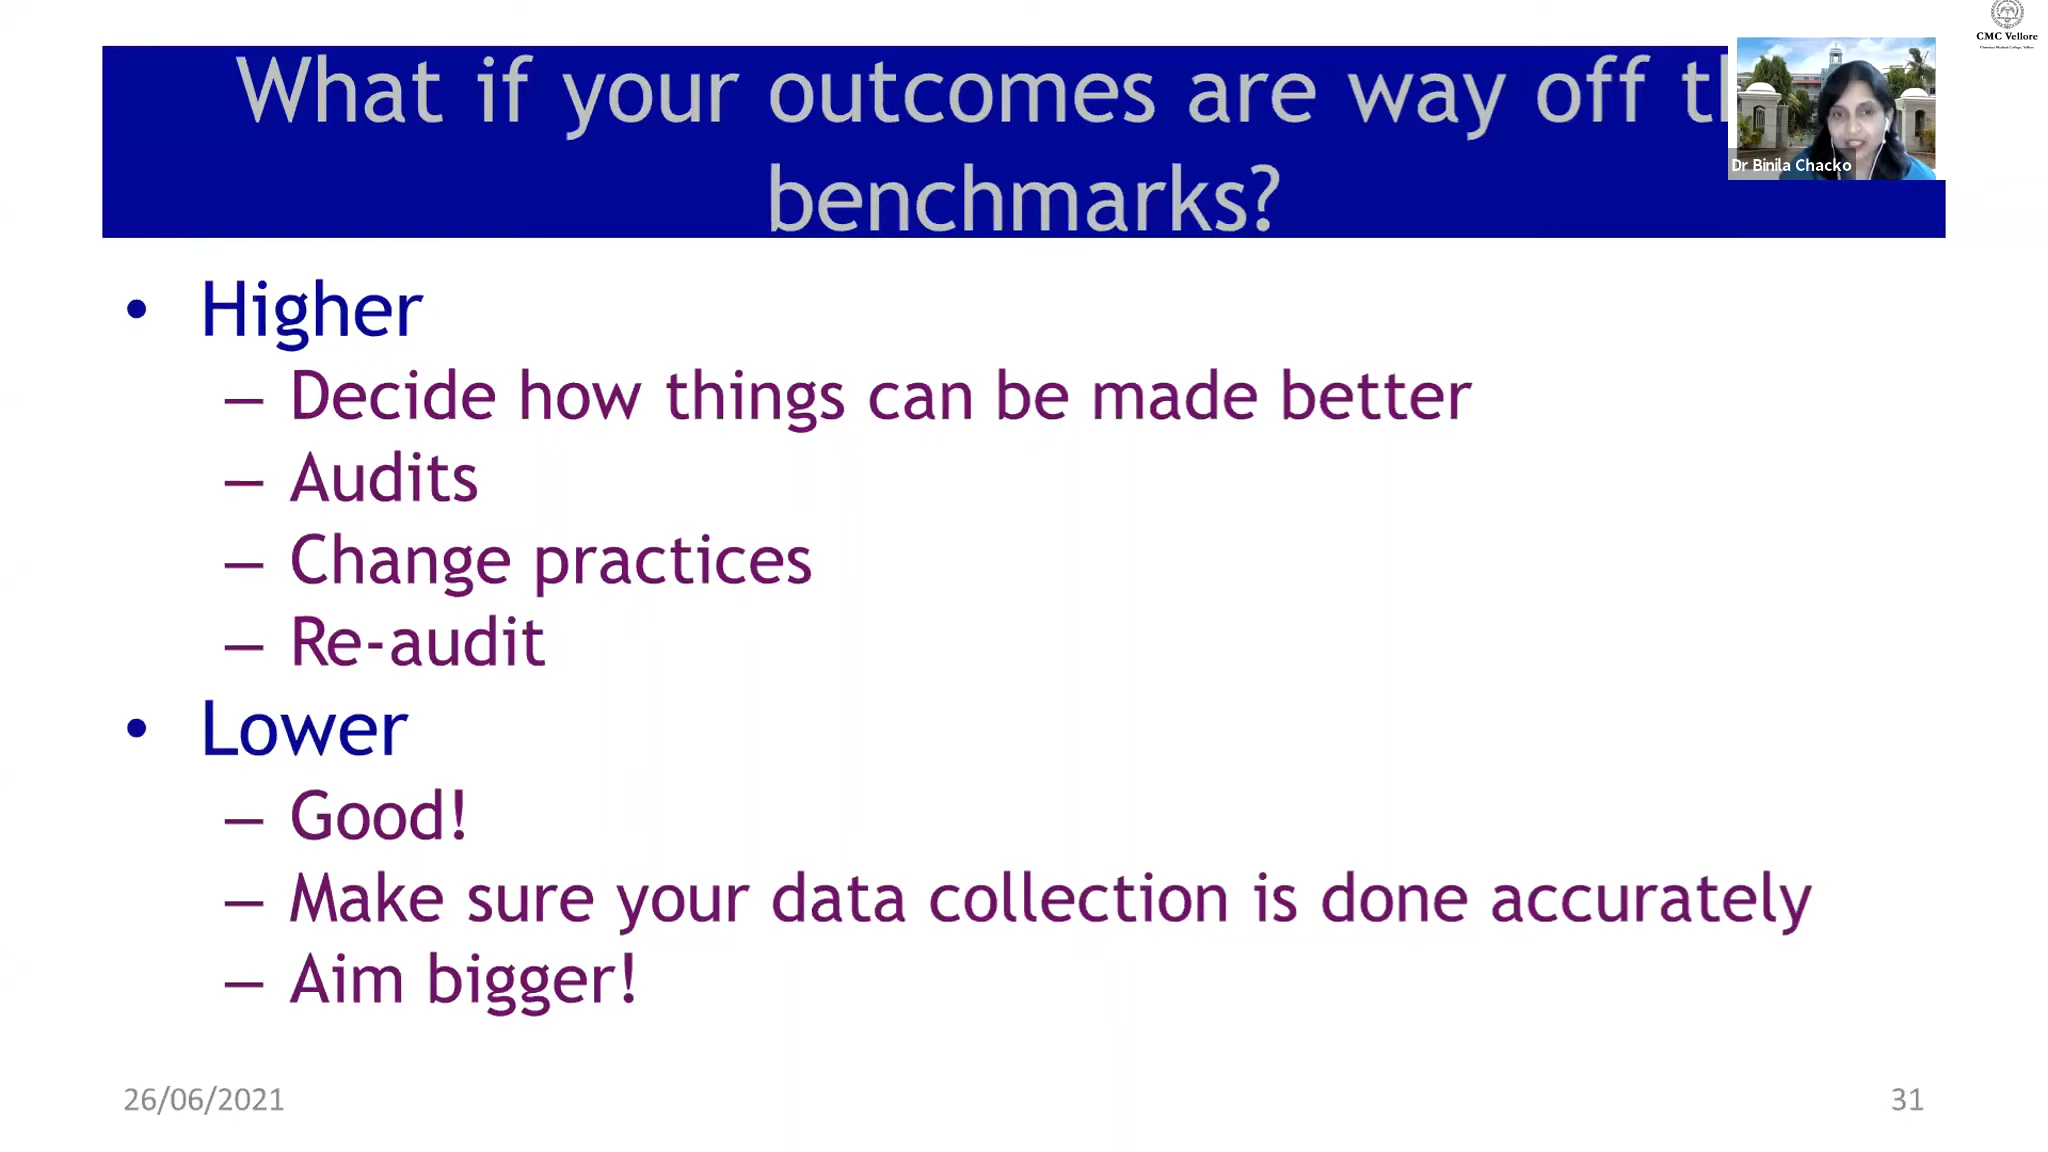 What if your outcomes are way off
benchmarks?
CMC Vellore
Dr Binila Chacko
• Higher
– Decide how things can be made better
– Audits
– Change practices
– Re-audit
• Lower
– Good!
– Make sure your data collection is done accurately
– Aim bigger!
26/06/2021
31